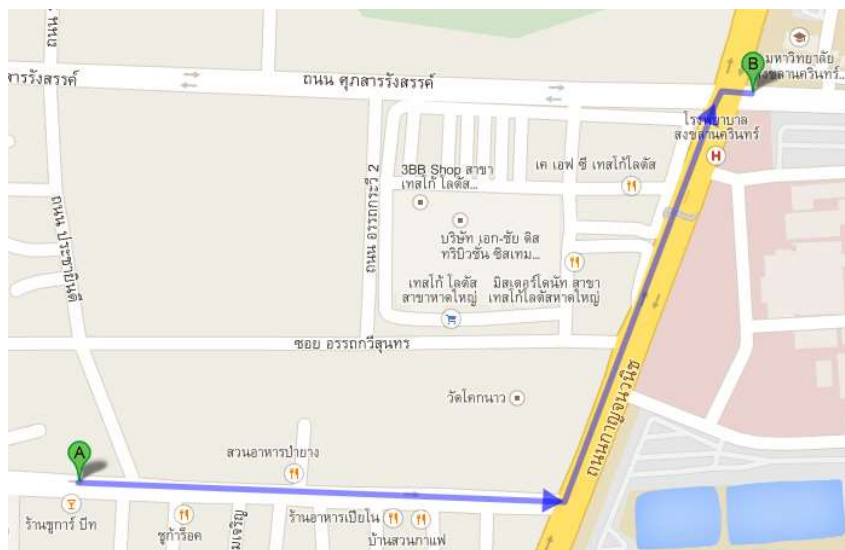 ถนน
มหาวิทยาลัย
สงขลานครินทร์...
B
สารรังสรรค์
ถนน ศุภสารรังสรรค์
โรงพยาบาล
สงขลานครินทร์
H
3BB Shop สาขา
เทสโก้ โลตัส...
เค เอฟ ซี เทสโก้โลตัส
ถนน อรรถกระวี 2
ถนน ประชายินดี
บริษัท เอก-ชัย ดิส
ทริบิวชั่น ซิสเทม...
เทสโก้ โลตัส
สาขาหาดใหญ่
มิสเตอร์โดนัท สาขา
เทสโก้โลตัสหาดใหญ่
ซอย อรรถกวีสุนทร
ถนนกาญจนวนิช
วัดโคกนาว
A
สวนอาหารป่ายาง
ร้านชูการ์ บีท
ชูก้าร็อค
ร้านอาหารเปียโน
บ้านสวนกาแฟ